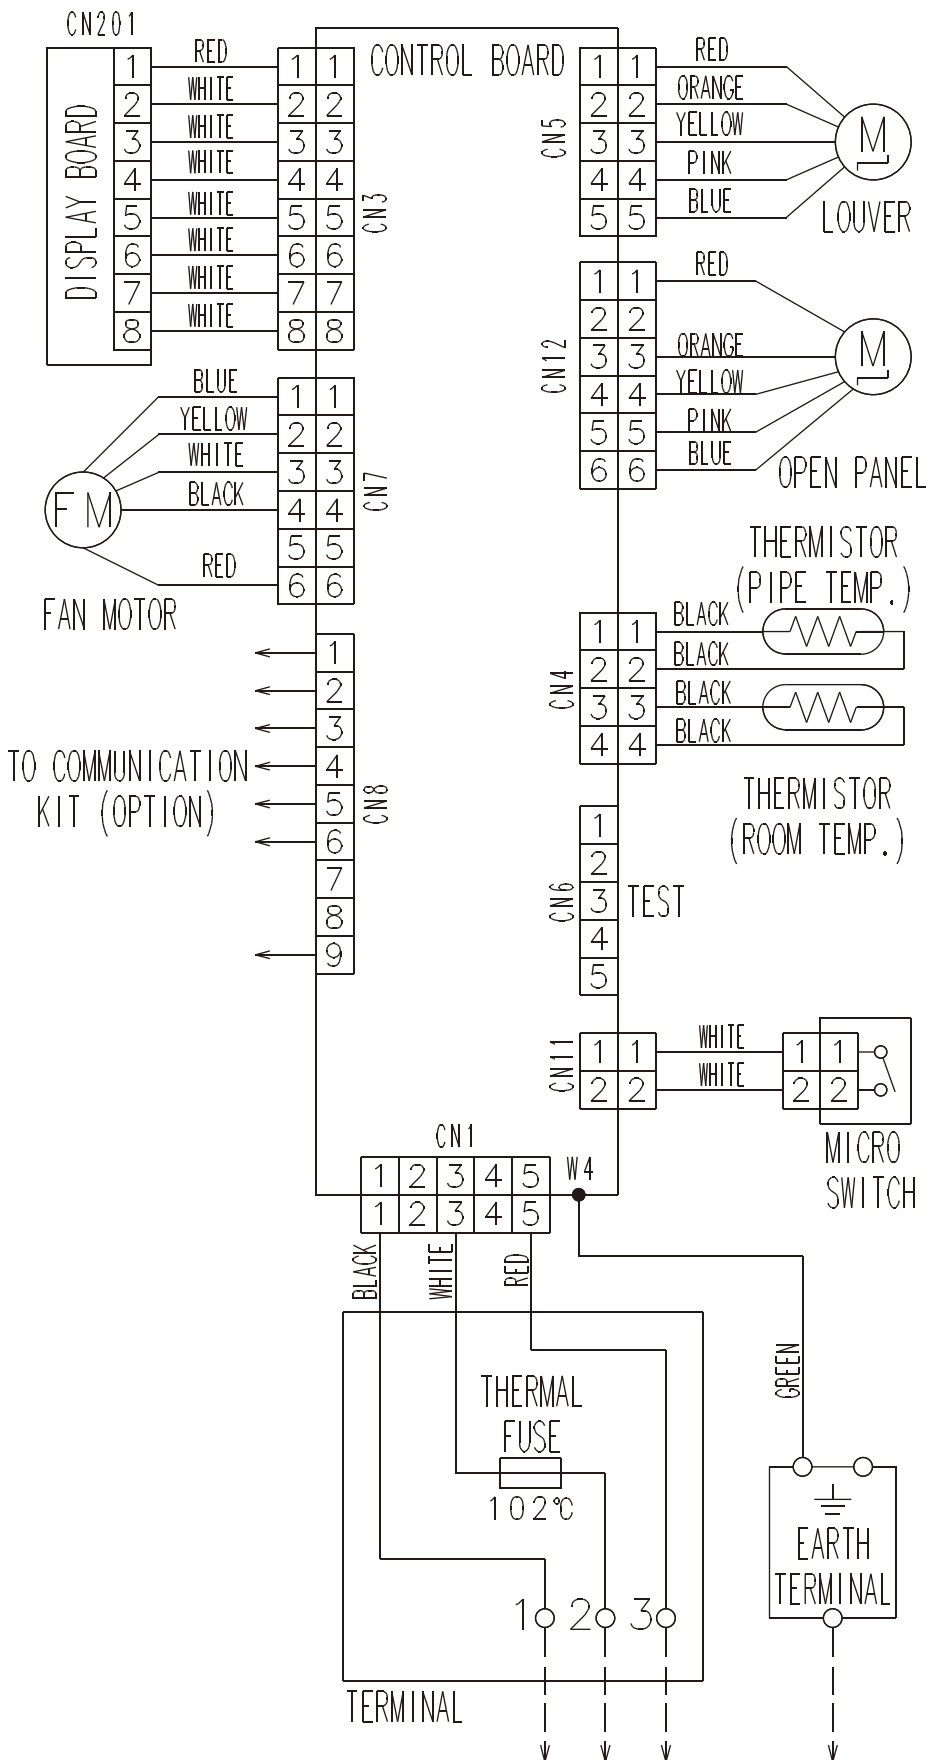 CN201
CONTROL BOARD
DISPLAY BOARD
1 RED 1 1
2 WHITE 2 2
3 WHITE 3 3
4 WHITE 4 4
5 WHITE 5 5
6 WHITE 6 6
7 WHITE 7 7
8 WHITE 8 8
CN3
CN5
1 1 RED
2 2 ORANGE
3 3 YELLOW
4 4 PINK
5 5 BLUE
M
LOUVER
CN12
1 1 RED
2 2
3 3 ORANGE
4 4 YELLOW
5 5 PINK
6 6 BLUE
M
OPEN PANEL
BLUE 1 1
YELLOW 2 2
WHITE 3 3
BLACK 4 4
5 5
RED 6 6
CN7
FM
FAN MOTOR
THERMISTOR
(PIPE TEMP.)
CN4
1 1 BLACK
2 2 BLACK
3 3 BLACK
4 4 BLACK
THERMISTOR
(ROOM TEMP.)
1
2
3
4
5
6
7
8
9
CN8
TO COMMUNICATION
KIT (OPTION)
CN6
1
2
3
4
5
TEST
CN11
1 1 WHITE 1 1
2 2 WHITE 2 2
MICRO
SWITCH
CN1
1 2 3 4 5
1 2 3 4 5
W4
BLACK
WHITE
RED
GREEN
THERMAL
FUSE
102℃
1 2 3
TERMINAL
EARTH
TERMINAL